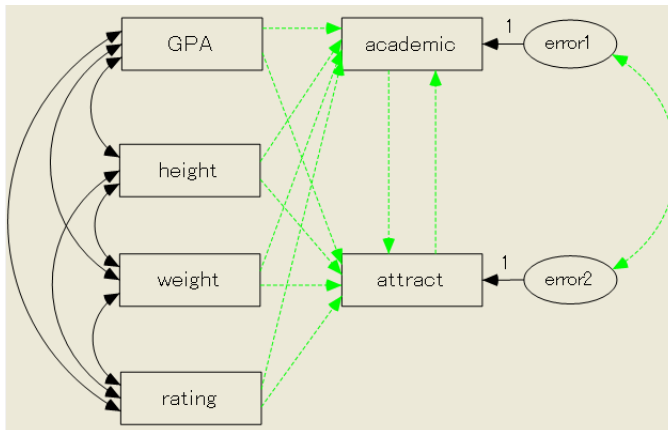 GPA
academic
1
error1
height
weight
attract
1
error2
rating